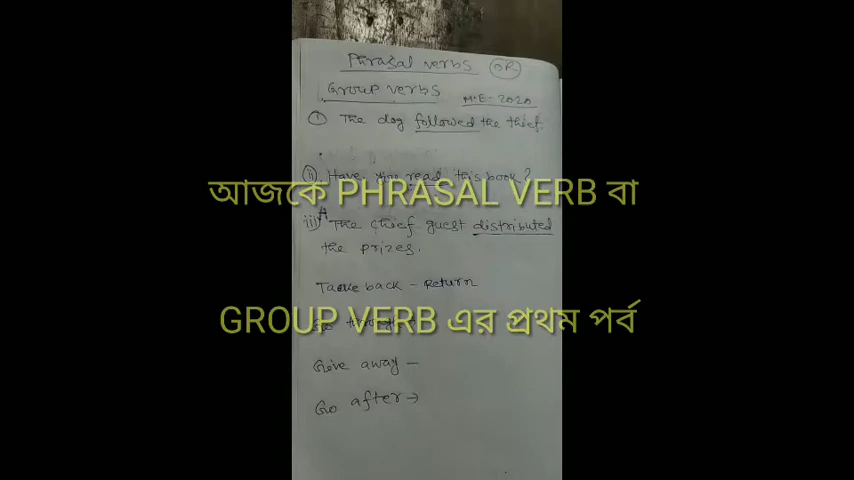 Phrasal verbs OR
Group verbs M.E-2020
i The dog followed the thief.
ii. Have you read this book?
আজকে PHRASAL VERB বা
iii) The chief guest distributed
the prizes.
Take back - Return
GROUP VERB এর প্রথম পর্ব
Go through →
Give away —
Go after →